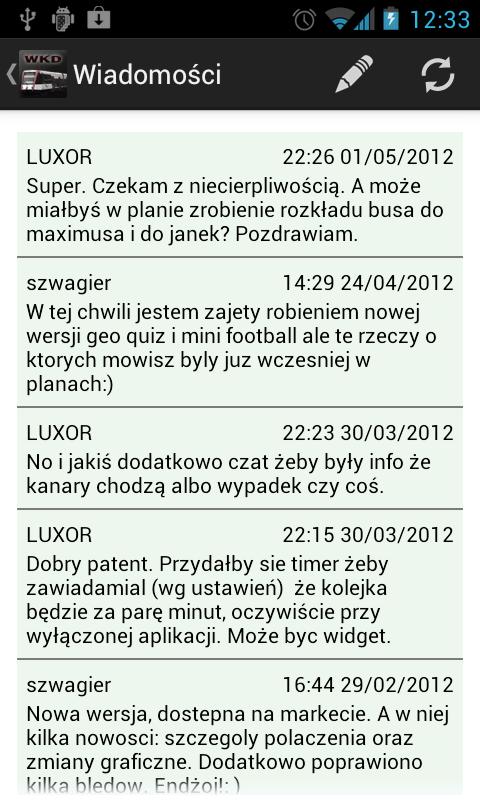 12:33
WKD
Wiadomości
LUXOR 22:26 01/05/2012
Super. Czekam z niecierpliwością. A może
miałbyś w planie zrobienie rozkładu busa do
maximusa i do janek? Pozdrawiam.
szwagier 14:29 24/04/2012
W tej chwili jestem zajety robieniem nowej
wersji geo quiz i mini football ale te rzeczy o
ktorych mowisz byly juz wczesniej w
planach:)
LUXOR 22:23 30/03/2012
No i jakiś dodatkowo czat żeby były info że
kanary chodzą albo wypadek czy coś.
LUXOR 22:15 30/03/2012
Dobry patent. Przydałby sie timer żeby
zawiadamial (wg ustawień)  że kolejka
będzie za parę minut, oczywiście przy
wyłączonej aplikacji. Może byc widget.
szwagier 16:44 29/02/2012
Nowa wersja, dostepna na markecie. A w niej
kilka nowosci: szczegoly polaczenia oraz
zmiany graficzne. Dodatkowo poprawiono
kilka bledow. Endżoj!: )